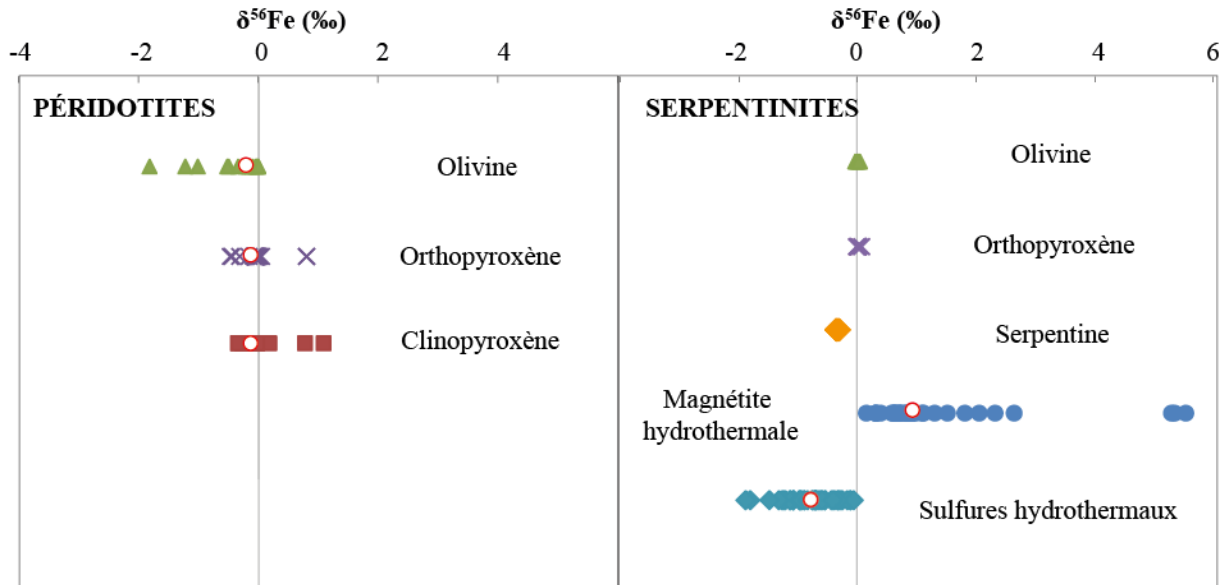 δ⁵⁶Fe (‰)
-4 -2 0 2 4
PÉRIDOTITES
Olivine
Orthopyroxène
Clinopyroxène
δ⁵⁶Fe (‰)
-2 0 2 4 6
SERPENTINITES
Olivine
Orthopyroxène
Serpentine
Magnétite
hydrothermale
Sulfures hydrothermaux